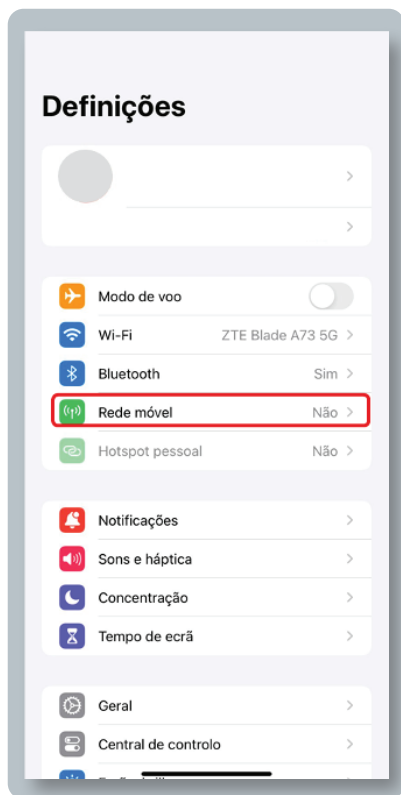 Definições
Modo de voo
Wi-Fi ZTE Blade A73 5G
Bluetooth Sim
Rede móvel Não
Hotspot pessoal Não
Notificações
Sons e háptica
Concentração
Tempo de ecrã
Geral
Central de controlo